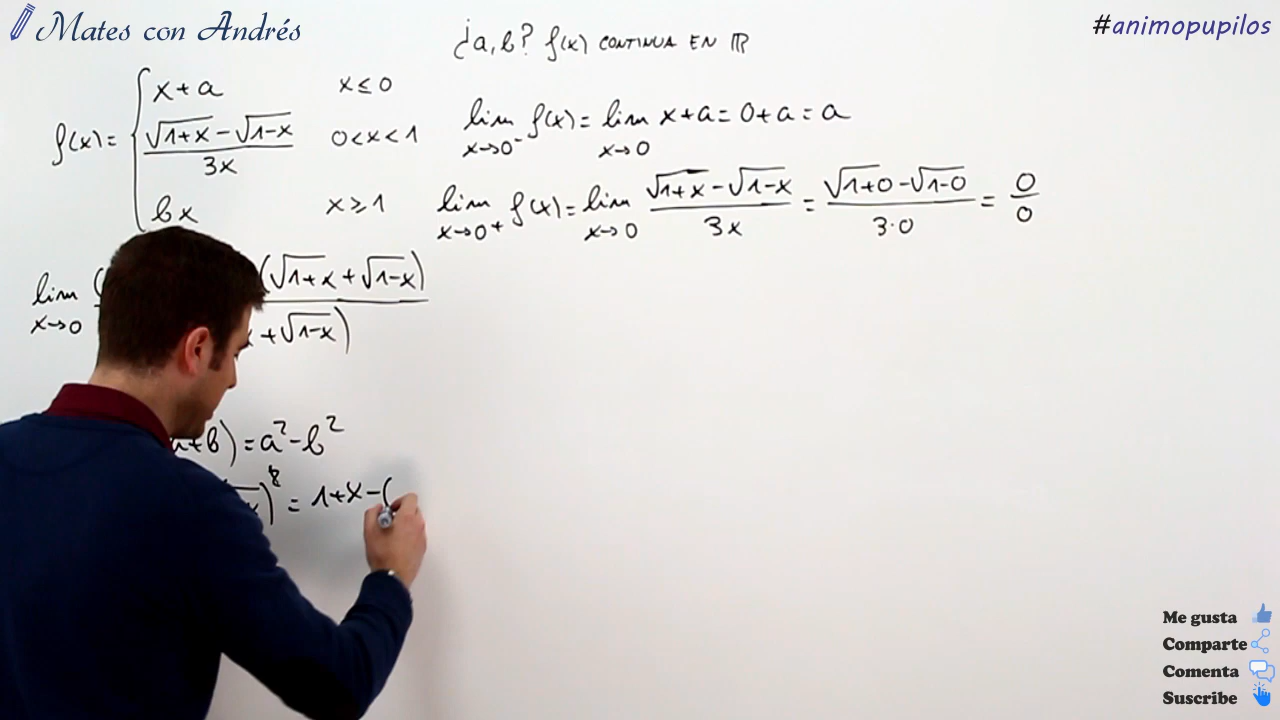 Mates con Andrés
#animopupilos
¿a, b? f(x) CONTINUA EN ℝ
f(x) = { x + a x ≤ 0
(√(1+x) − √(1−x)) / 3x 0 < x < 1
bx x ≥ 1
lim x→0⁻ f(x) = lim x→0 x + a = 0 + a = a
lim x→0⁺ f(x) = lim x→0 (√(1+x) − √(1−x)) / 3x = (√(1+0) − √(1−0)) / 3·0 = 0/0
lim x→0 (
(√(1+x) + √(1−x))
+ √(1−x))
+b) = a² − b²
= 1+x−(
Me gusta
Comparte
Comenta
Suscribe